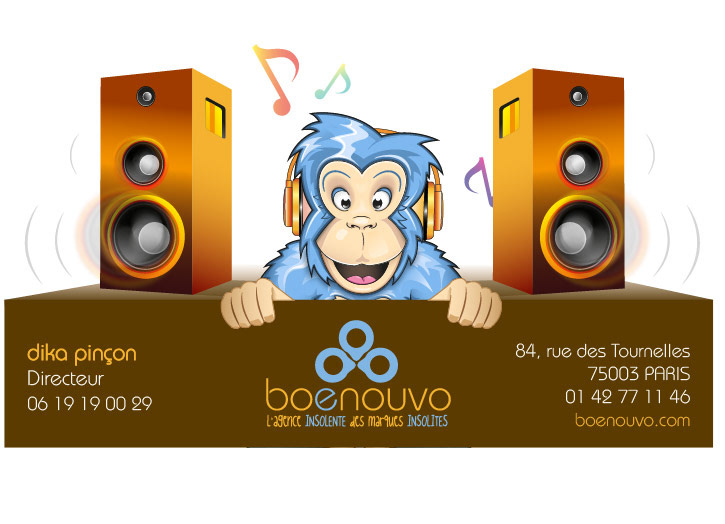 dika pinçon
Directeur
06 19 19 00 29
boenouvo
L'agence INSOLENTE des marques INSOLITES
84, rue des Tournelles
75003 PARIS
01 42 77 11 46
boenouvo.com